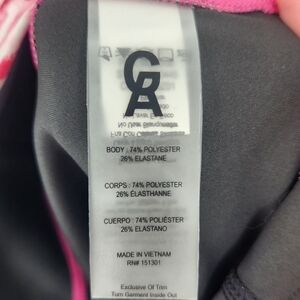 GA
BODY : 74% POLYESTER
26% ELASTANE
CORPS : 74% POLYESTER
26% ÉLASTHANNE
CUERPO : 74% POLIÉSTER
26% ELASTANO
MADE IN VIETNAM
RN# 151301
Exclusive Of Trim
Turn Garment Inside Out